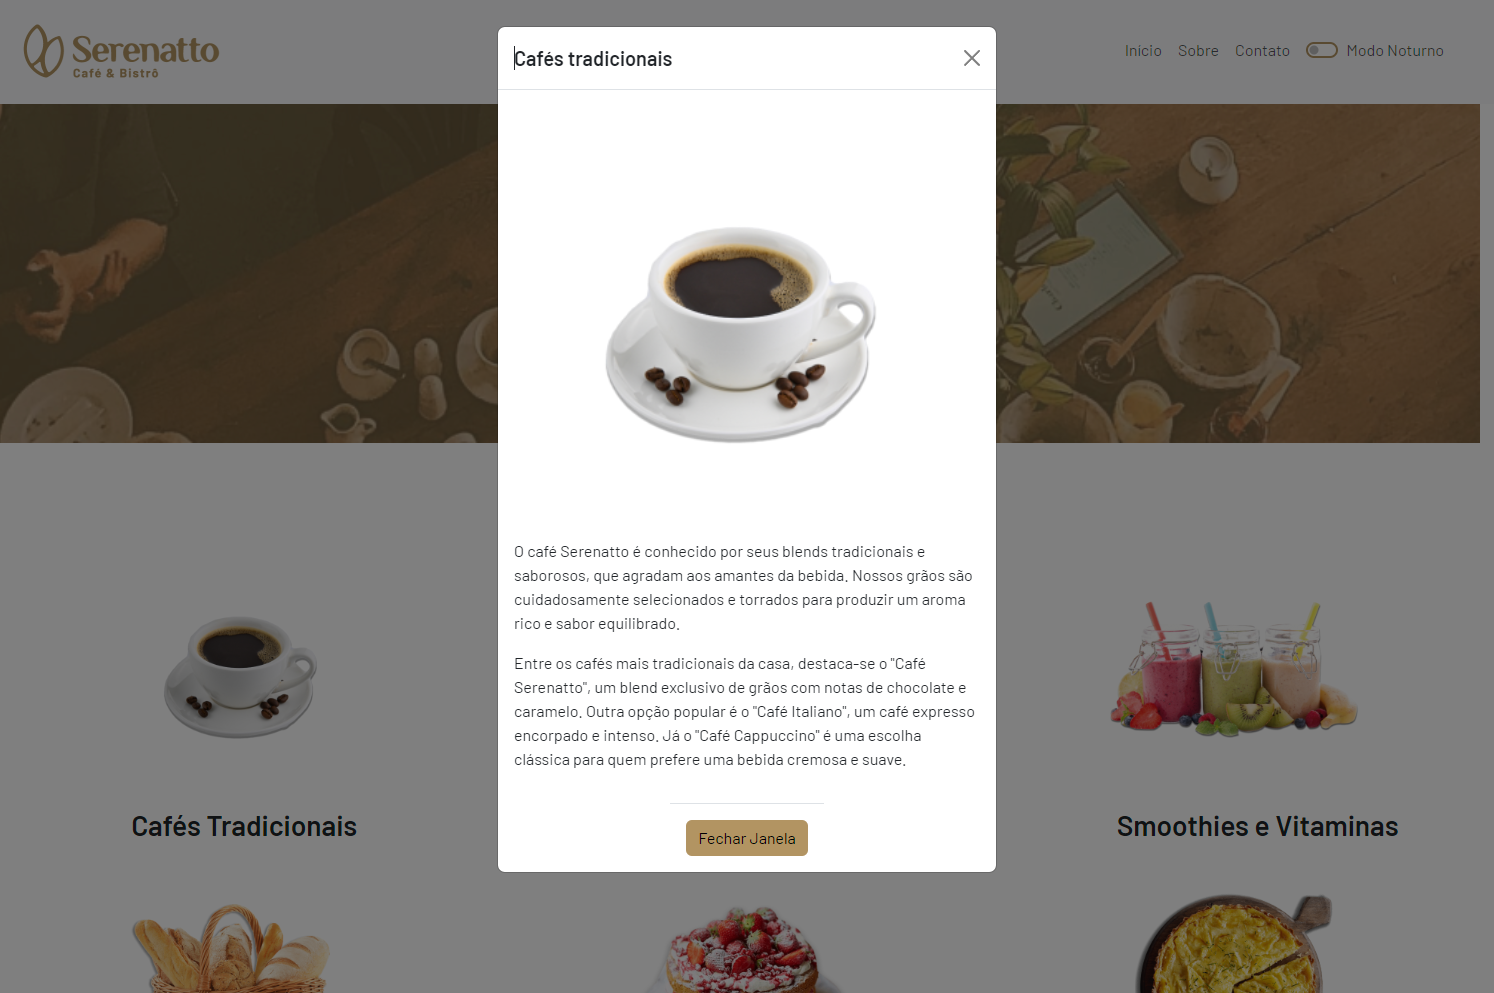 Serenatto
Café & Bistrô
Início
Sobre
Contato
Modo Noturno
Cafés tradicionais
O café Serenatto é conhecido por seus blends tradicionais e
saborosos, que agradam aos amantes da bebida. Nossos grãos são
cuidadosamente selecionados e torrados para produzir um aroma
rico e sabor equilibrado.
Entre os cafés mais tradicionais da casa, destaca-se o "Café
Serenatto", um blend exclusivo de grãos com notas de chocolate e
caramelo. Outra opção popular é o "Café Italiano", um café expresso
encorpado e intenso. Já o "Café Cappuccino" é uma escolha
clássica para quem prefere uma bebida cremosa e suave.
Fechar Janela
Cafés Tradicionais
Smoothies e Vitaminas